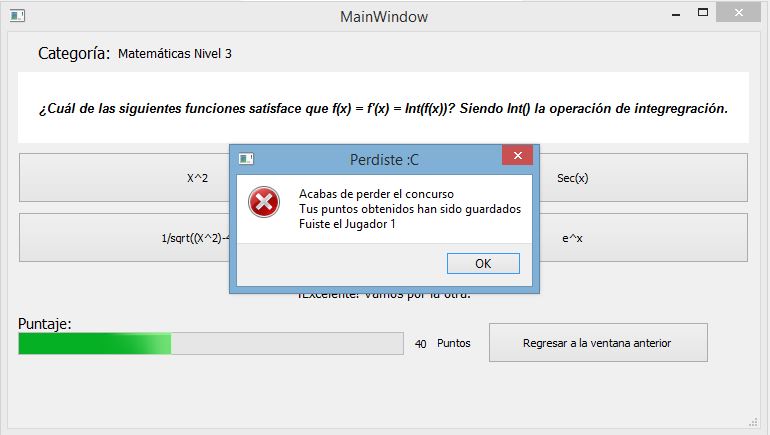 MainWindow
Categoría: Matemáticas Nivel 3
¿Cuál de las siguientes funciones satisface que f(x) = f'(x) = Int(f(x))? Siendo Int() la operación de integregración.
X^2
Sec(x)
1/sqrt((X^2)-4
e^x
Perdiste :C
Acabas de perder el concurso
Tus puntos obtenidos han sido guardados
Fuiste el Jugador 1
OK
¡Excelente! Vamos por la otra.
Puntaje:
40 Puntos
Regresar a la ventana anterior